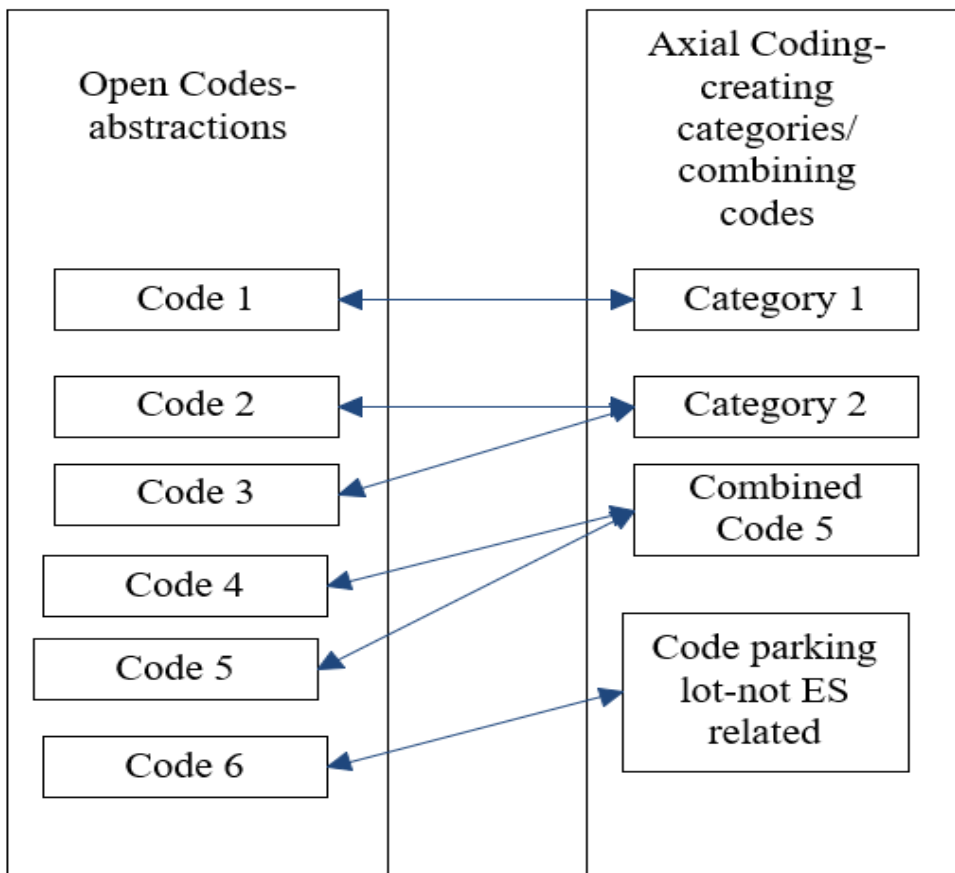 Open Codes-
abstractions
Code 1
Code 2
Code 3
Code 4
Code 5
Code 6
Axial Coding-
creating
categories/
combining
codes
Category 1
Category 2
Combined
Code 5
Code parking
lot-not ES
related